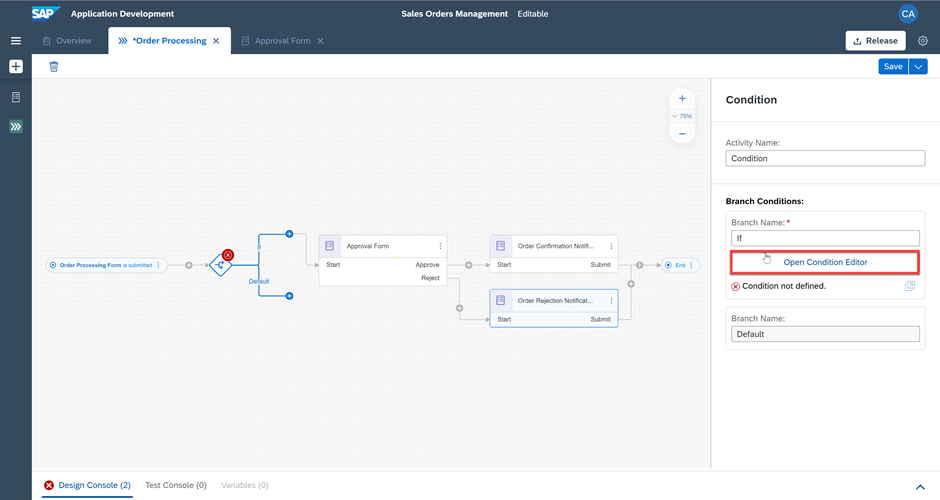 SAP Application Development
Sales Orders Management Editable
CA
Overview
*Order Processing
Approval Form
Release
Save
75%
Condition
Activity Name:
Condition
Branch Conditions:
Branch Name: *
If
Open Condition Editor
Condition not defined.
Branch Name:
Default
Order Processing Form is submitted
If
Default
Approval Form
Start Approve
Reject
Order Confirmation Notifi...
Start Submit
End
Order Rejection Notificat...
Start Submit
Design Console (2) Test Console (0) Variables (0)